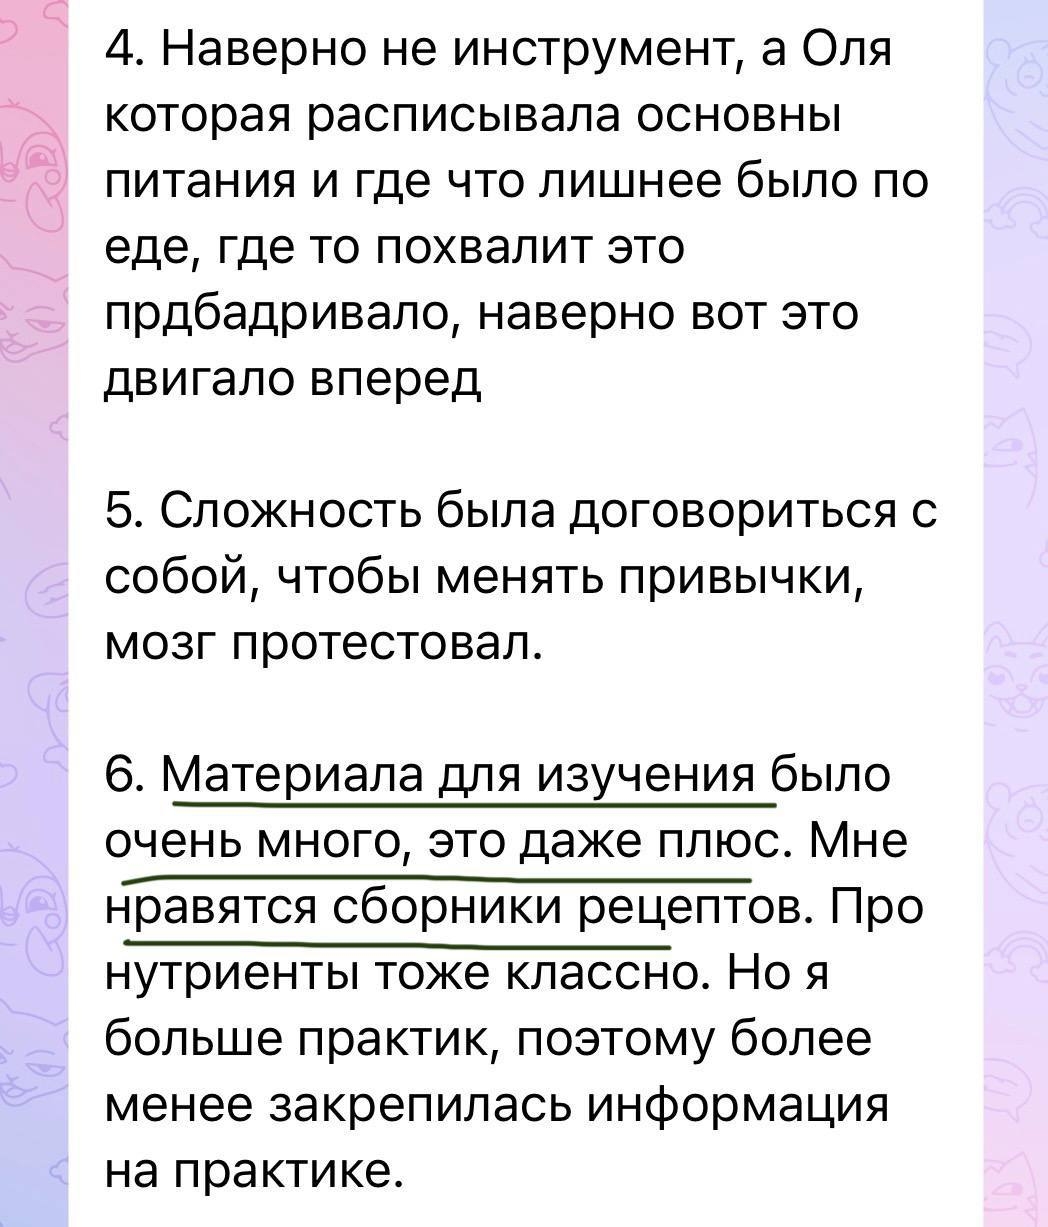 4. Наверно не инструмент, а Оля
которая расписывала основны
питания и где что лишнее было по
еде, где то похвалит это
прдбадривало, наверно вот это
двигало вперед
5. Сложность была договориться с
собой, чтобы менять привычки,
мозг протестовал.
6. Материала для изучения было
очень много, это даже плюс. Мне
нравятся сборники рецептов. Про
нутриенты тоже классно. Но я
больше практик, поэтому более
менее закрепилась информация
на практике.